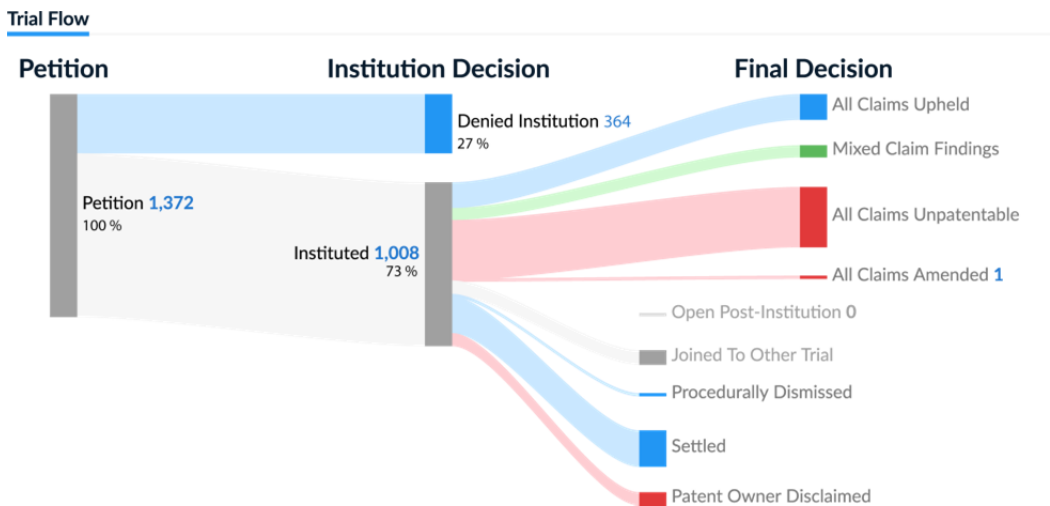 Trial Flow
Petition
Institution Decision
Final Decision
Petition 1,372
100 %
Denied Institution 364
27 %
Instituted 1,008
73 %
All Claims Upheld
Mixed Claim Findings
All Claims Unpatentable
All Claims Amended 1
Open Post-Institution 0
Joined To Other Trial
Procedurally Dismissed
Settled
Patent Owner Disclaimed